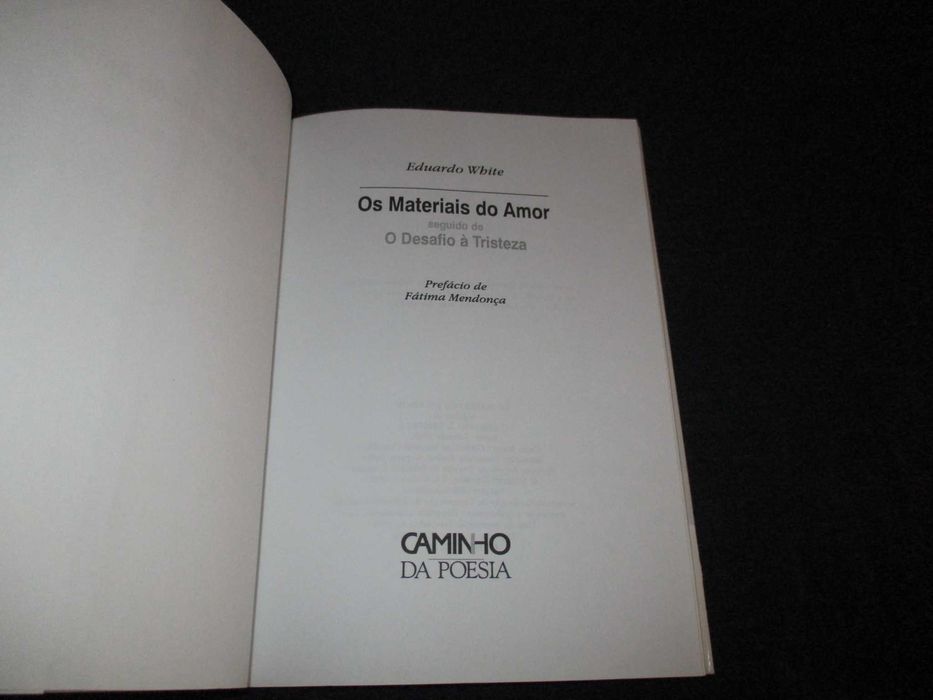 Eduardo White
Os Materiais do Amor
seguido de
O Desafio à Tristeza
Prefácio de
Fátima Mendonça
CAMINHO
DA POESIA